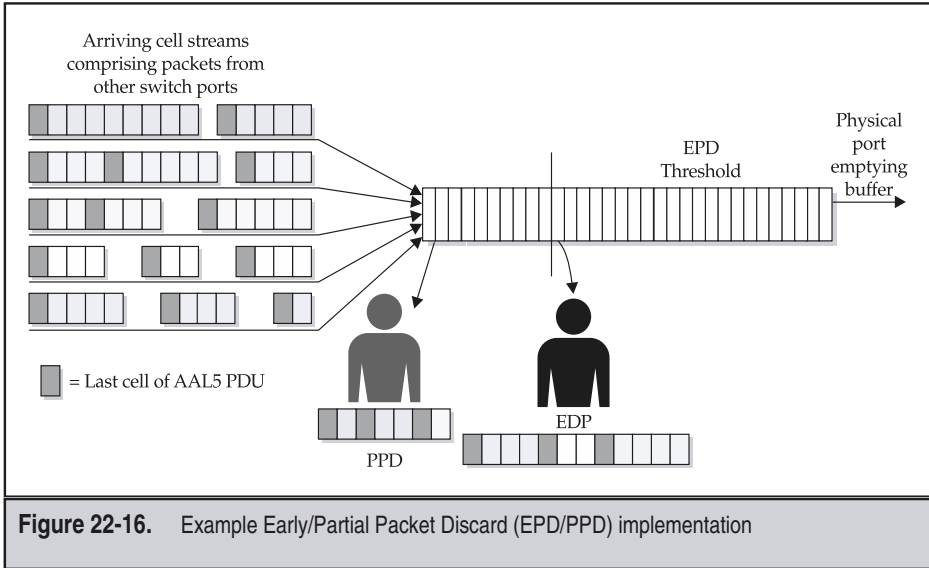 Arriving cell streams
comprising packets from
other switch ports
EPD
Threshold
Physical
port
emptying
buffer
= Last cell of AAL5 PDU
PPD
EDP
Figure 22-16. Example Early/Partial Packet Discard (EPD/PPD) implementation